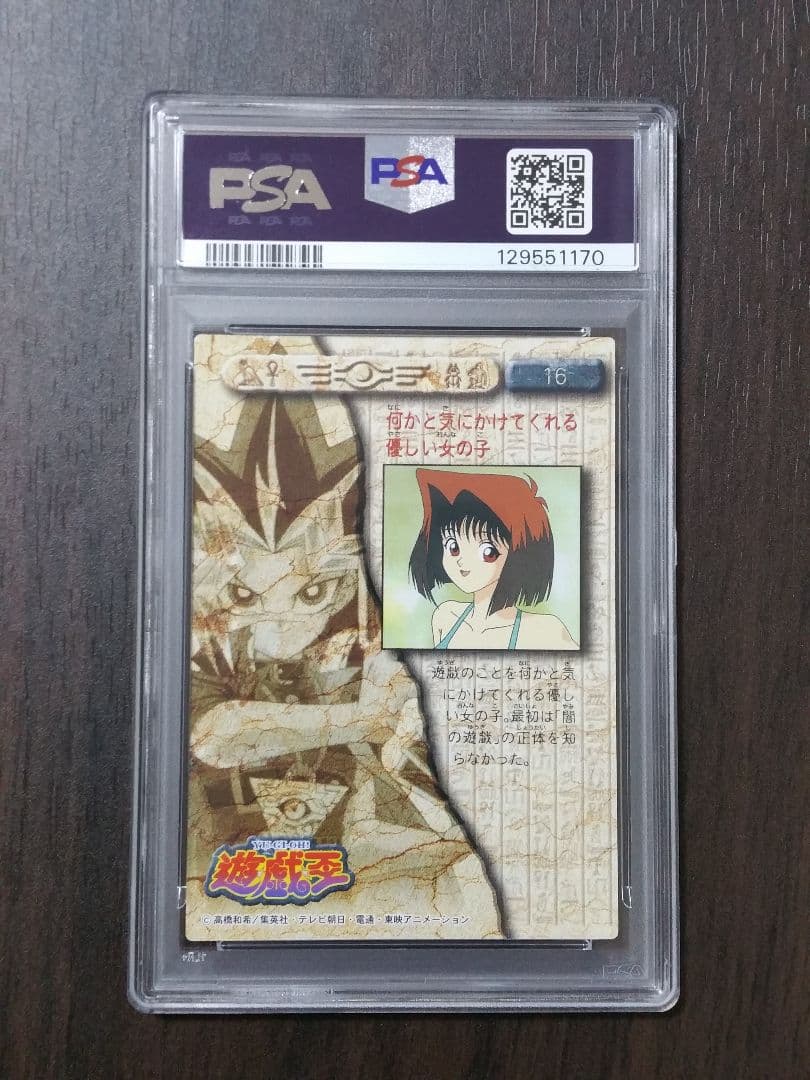 PSA
PSA
129551170
16
何かと気にかけてくれる
優しい女の子
遊戯のことを何かと気
にかけてくれる優し
い女の子。最初は「闇
の遊戯」の正体を知
らなかった。
YU-GI-OH!
遊戯王
©高橋和希/集英社・テレビ朝日・電通・東映アニメーション